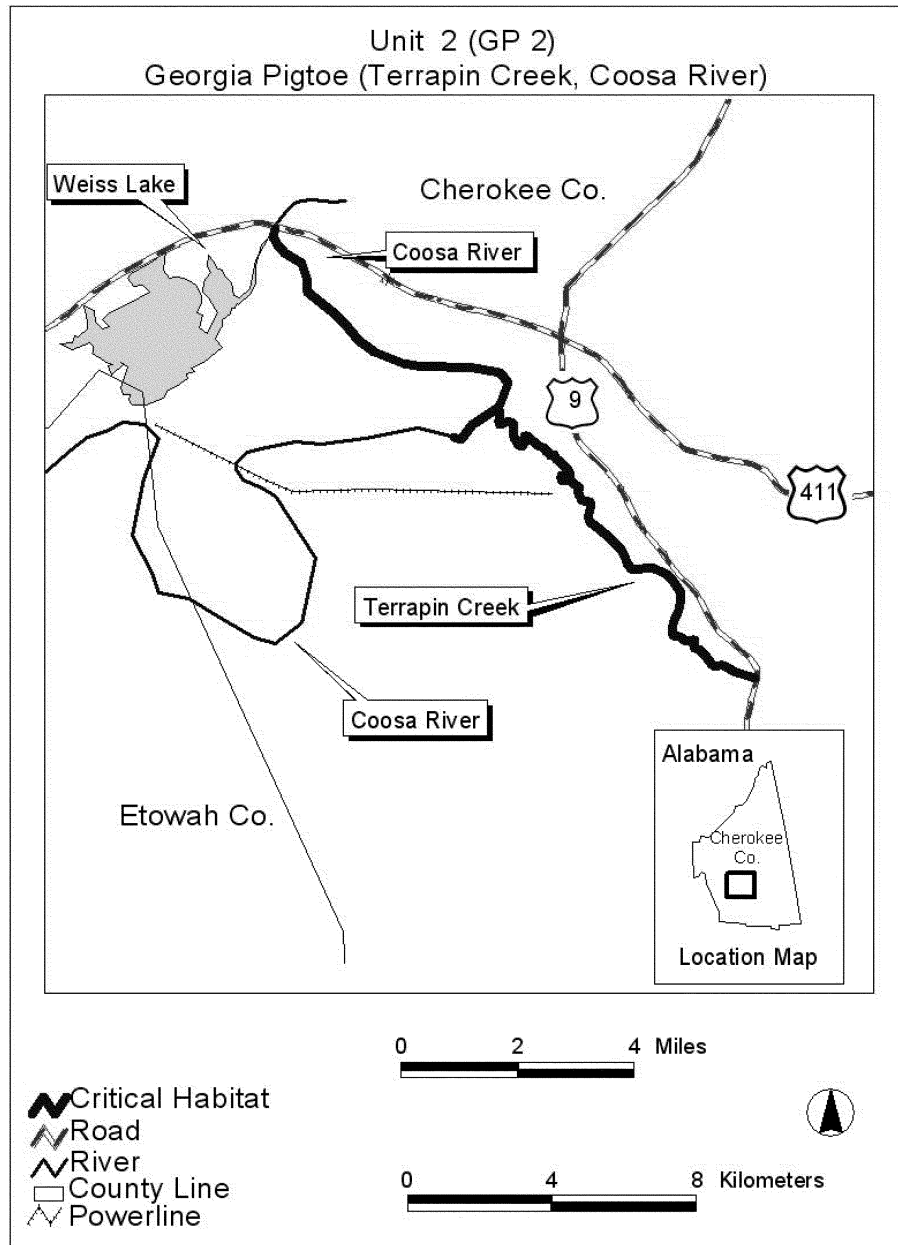 Unit 2 (GP 2)
Georgia Pigtoe (Terrapin Creek, Coosa River)
Weiss Lake
Cherokee Co.
Coosa River
9
411
Terrapin Creek
Coosa River
Etowah Co.
Alabama
Cherokee
Co.
Location Map
0 2 4 Miles
Critical Habitat
Road
River
County Line
Powerline
0 4 8 Kilometers